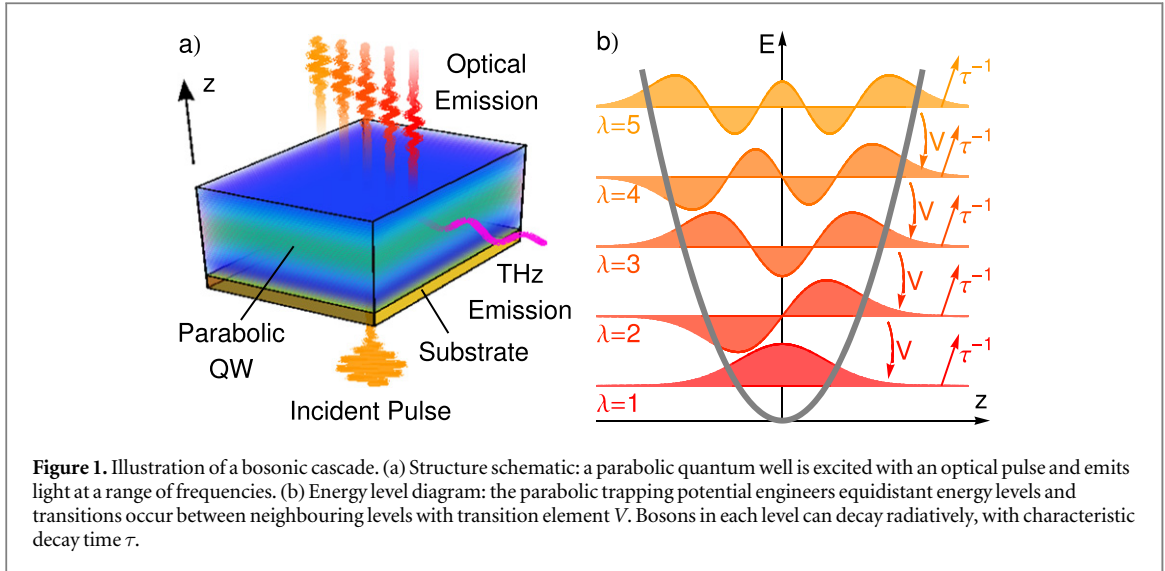 a)
z
Optical
Emission
THz
Emission
Parabolic
QW
Substrate
Incident Pulse
b)
E
τ⁻¹
λ=5
V
τ⁻¹
λ=4
V
τ⁻¹
λ=3
V
τ⁻¹
λ=2
V
τ⁻¹
λ=1
z
Figure 1. Illustration of a bosonic cascade. (a) Structure schematic: a parabolic quantum well is excited with an optical pulse and emits
light at a range of frequencies. (b) Energy level diagram: the parabolic trapping potential engineers equidistant energy levels and
transitions occur between neighbouring levels with transition element V. Bosons in each level can decay radiatively, with characteristic
decay time τ.